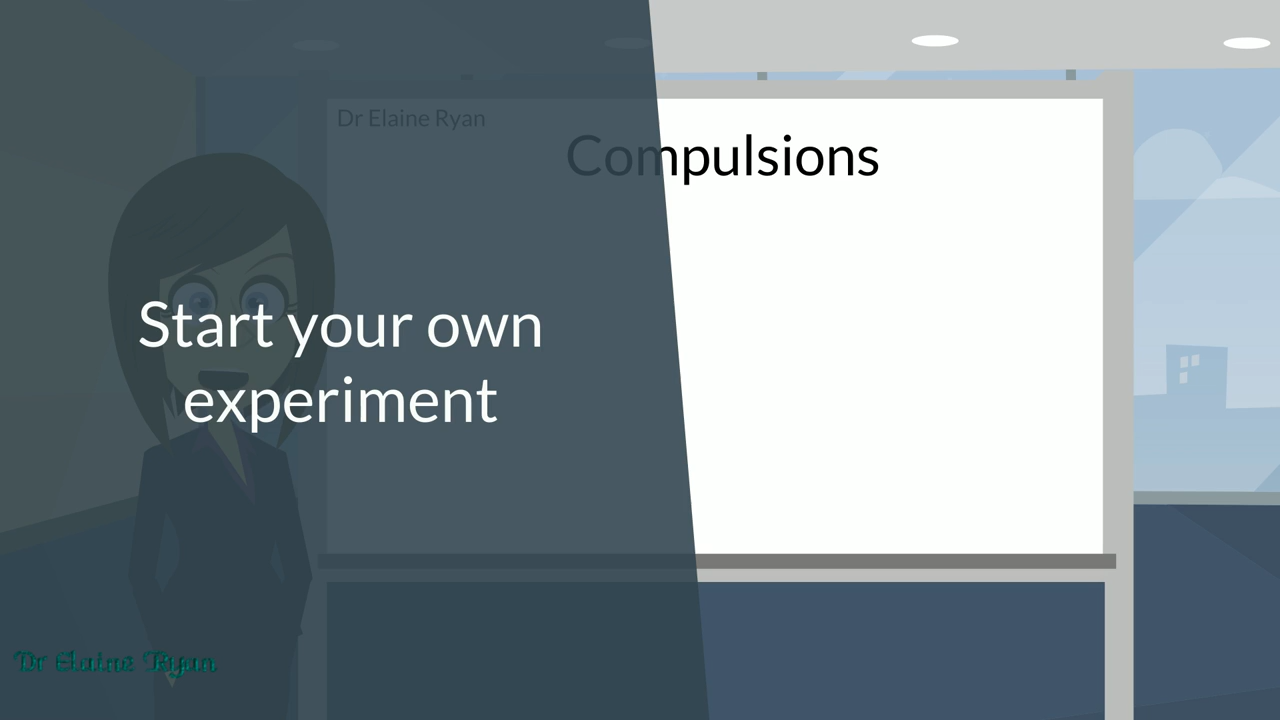 Dr Elaine Ryan
Compulsions
Start your own
experiment
Dr Elaine Ryan